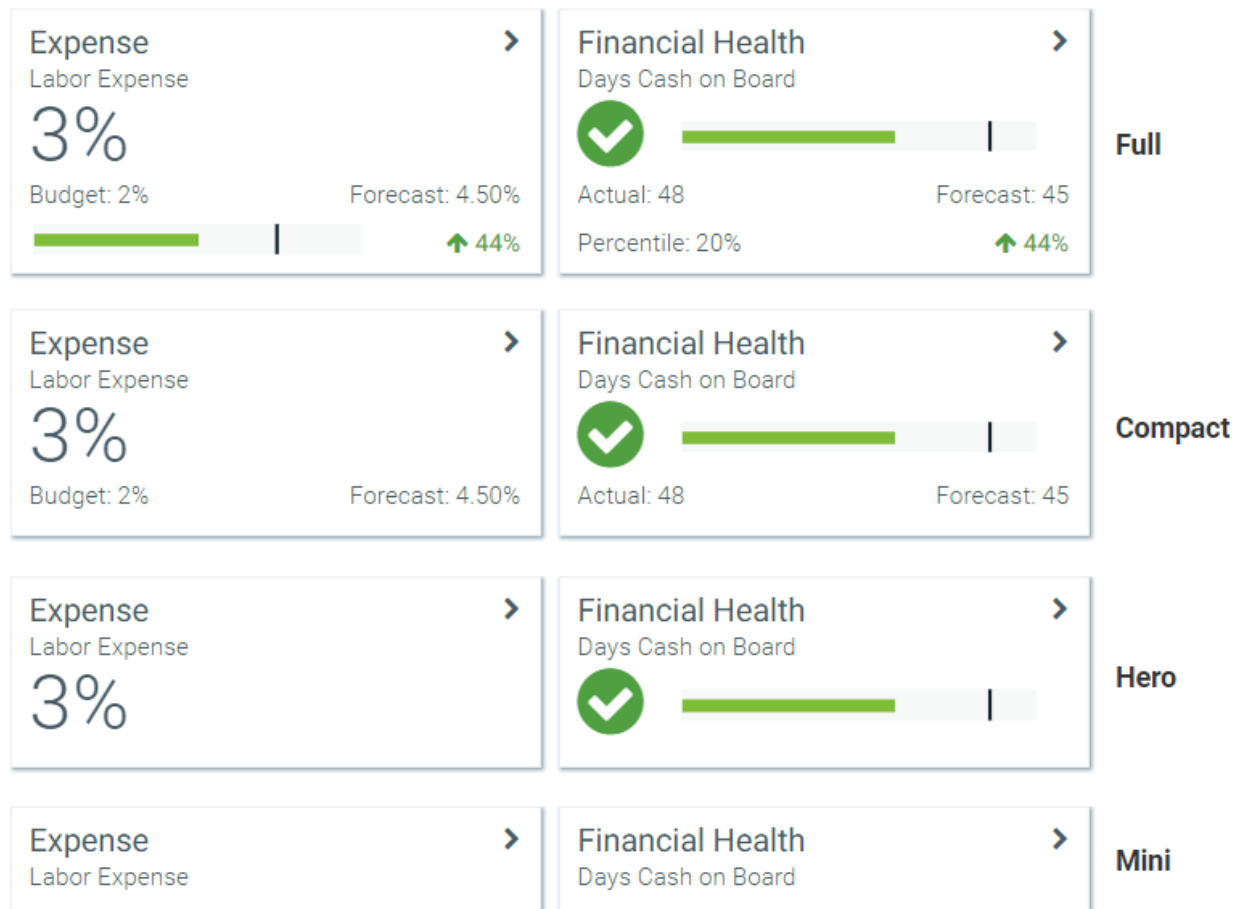 Expense
Labor Expense
3%
Budget: 2% Forecast: 4.50%
44%
Financial Health
Days Cash on Board
Actual: 48 Forecast: 45
Percentile: 20% 44%
Full
Expense
Labor Expense
3%
Budget: 2% Forecast: 4.50%
Financial Health
Days Cash on Board
Actual: 48 Forecast: 45
Compact
Expense
Labor Expense
3%
Financial Health
Days Cash on Board
Hero
Expense
Labor Expense
Financial Health
Days Cash on Board
Mini